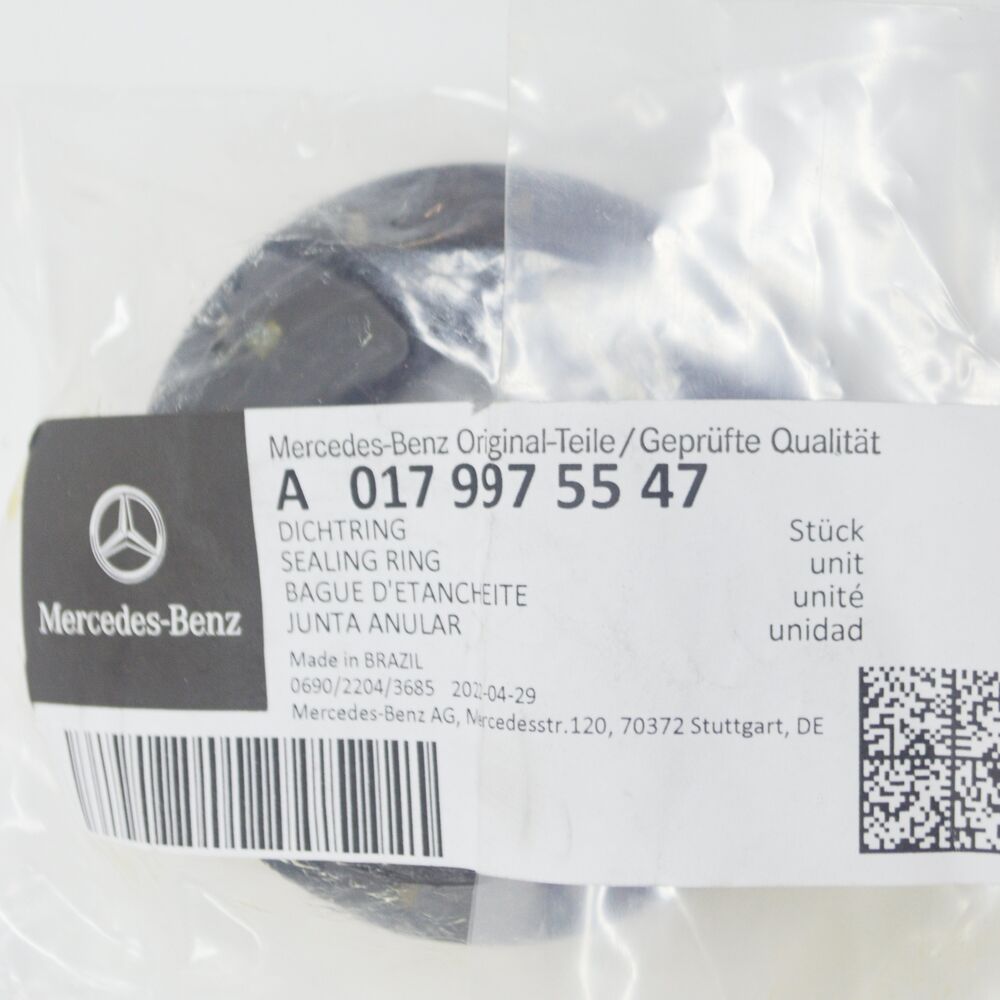 Mercedes-Benz
Mercedes-Benz Original-Teile/Geprüfte Qualität
A 017 997 55 47
DICHTRING Stück
SEALING RING unit
BAGUE D'ETANCHEITE unité
JUNTA ANULAR unidad
Made in BRAZIL
0690/2204/3685
Mercedes-Benz AG, Mercedesstr.120, 70372 Stuttgart, DE